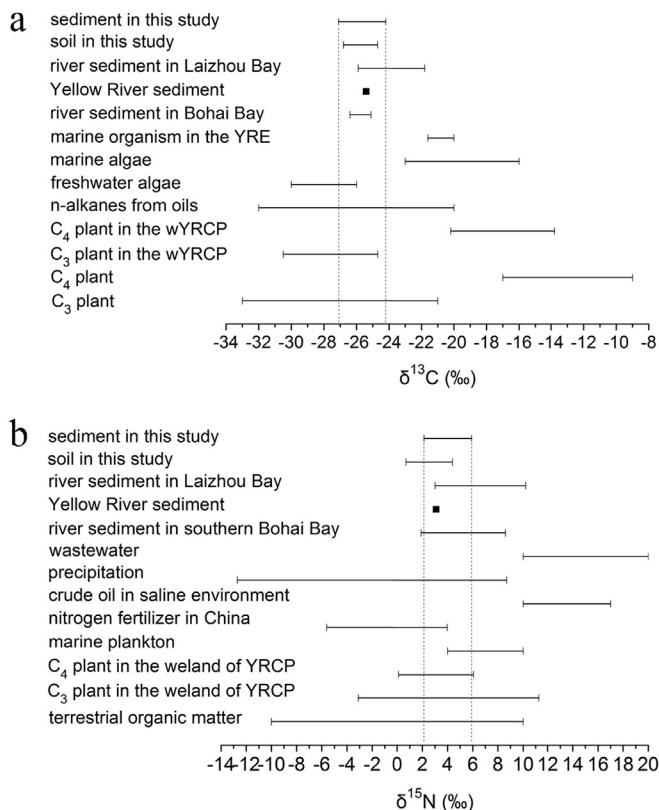 a
sediment in this study
soil in this study
river sediment in Laizhou Bay
Yellow River sediment
river sediment in Bohai Bay
marine organism in the YRE
marine algae
freshwater algae
n-alkanes from oils
C₄ plant in the wYRCP
C₃ plant in the wYRCP
C₄ plant
C₃ plant
-34 -32 -30 -28 -26 -24 -22 -20 -18 -16 -14 -12 -10 -8
δ¹³C (‰)
b
sediment in this study
soil in this study
river sediment in Laizhou Bay
Yellow River sediment
river sediment in southern Bohai Bay
wastewater
precipitation
crude oil in saline environment
nitrogen fertilizer in China
marine plankton
C₄ plant in the weland of YRCP
C₃ plant in the weland of YRCP
terrestrial organic matter
-14 -12 -10 -8 -6 -4 -2 0 2 4 6 8 10 12 14 16 18 20
δ¹⁵N (‰)